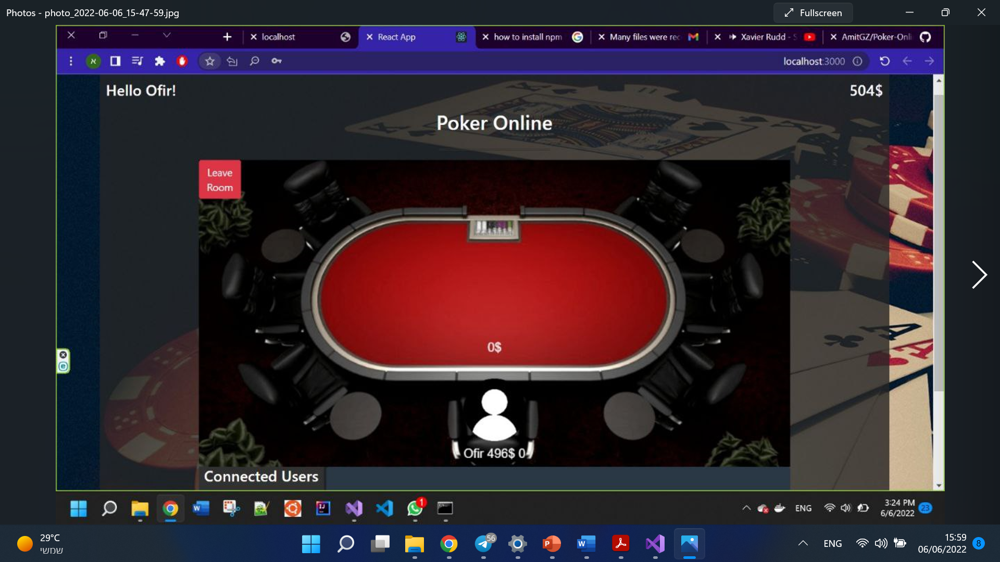 Photos - photo_2022-06-06_15-47-59.jpg
Fullscreen
localhost
React App
how to install npm
Many files were rec
Xavier Rudd - S
AmitGZ/Poker-Onli
א
localhost:3000
Hello Ofir!
504$
Poker Online
Leave
Room
0$
Ofir 496$ 0
Connected Users
1
ENG
3:24 PM
6/6/2022
23
29°C
שמשי
56
ENG
15:59
06/06/2022
8